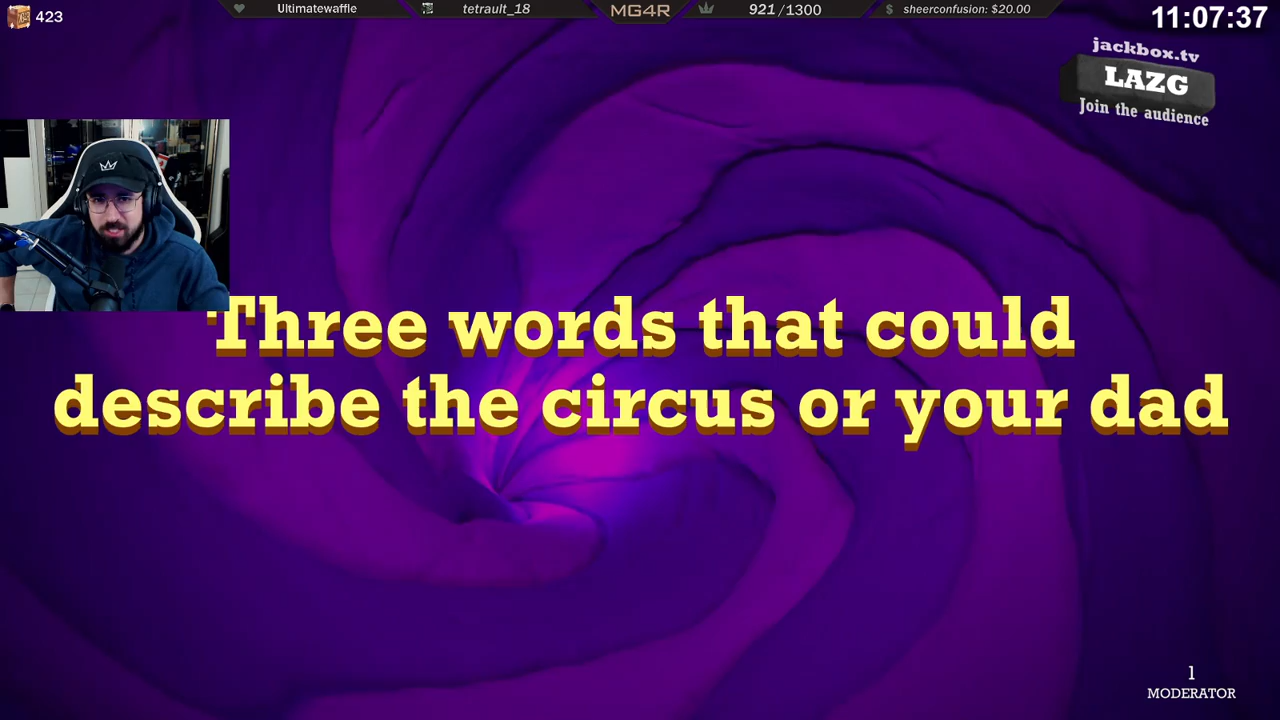 423
Ultimatewaffle
tetrault_18
MG4R
921/1300
$ sheerconfusion: $20.00
11:07:37
jackbox.tv
LAZG
Join the audience
Three words that could
describe the circus or your dad
1
MODERATOR